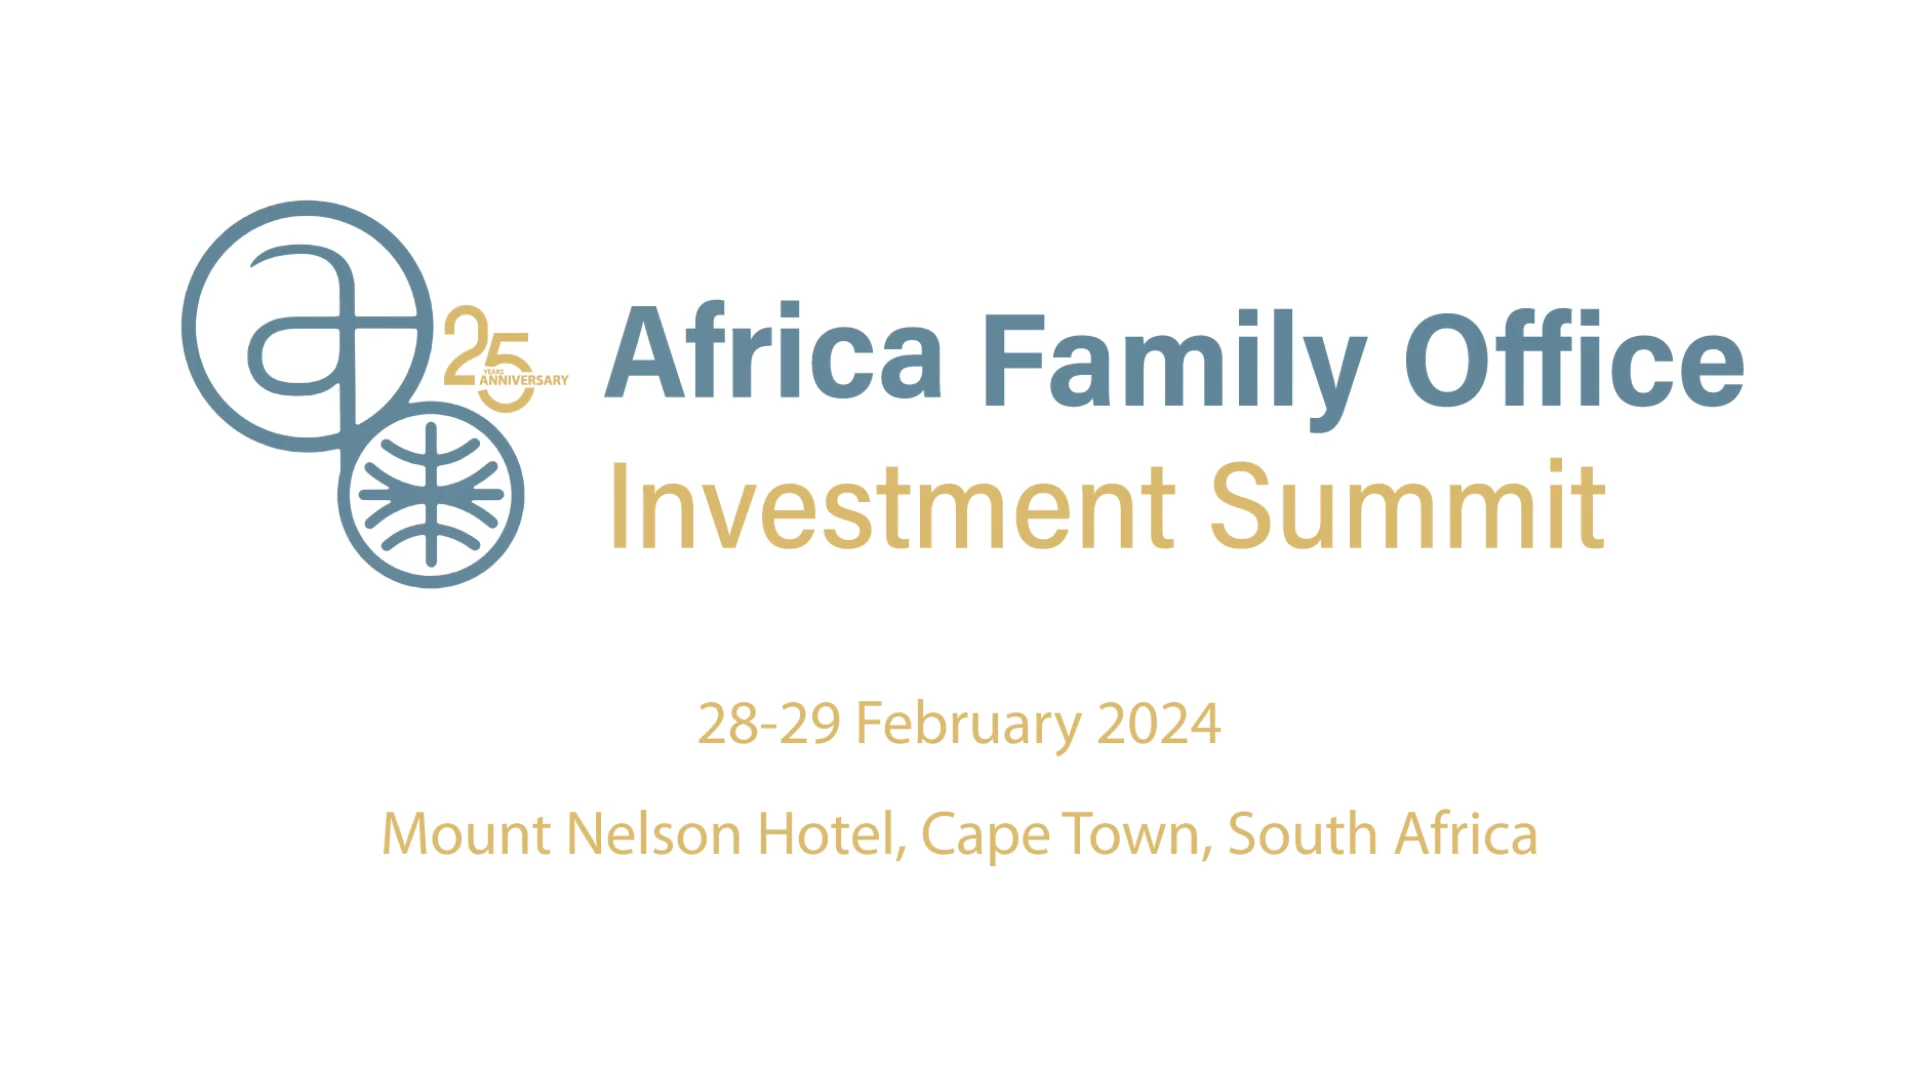 a
25
YEARS
ANNIVERSARY
Africa Family Office
Investment Summit
28-29 February 2024
Mount Nelson Hotel, Cape Town, South Africa